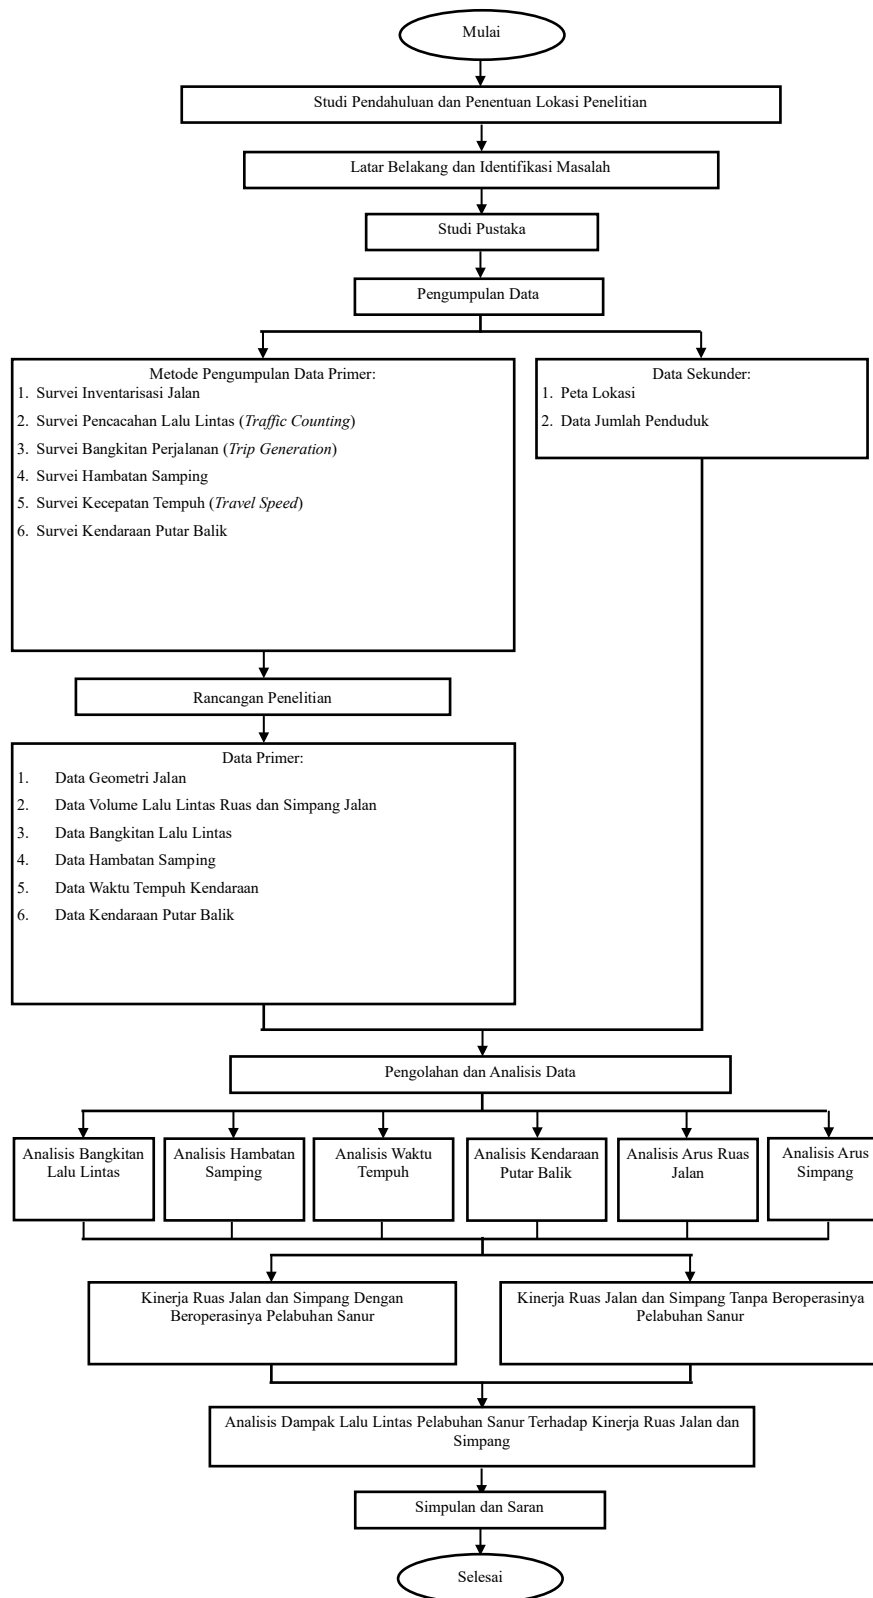 Mulai
Studi Pendahuluan dan Penentuan Lokasi Penelitian
Latar Belakang dan Identifikasi Masalah
Studi Pustaka
Pengumpulan Data
Metode Pengumpulan Data Primer:
1. Survei Inventarisasi Jalan
2. Survei Pencacahan Lalu Lintas (Traffic Counting)
3. Survei Bangkitan Perjalanan (Trip Generation)
4. Survei Hambatan Samping
5. Survei Kecepatan Tempuh (Travel Speed)
6. Survei Kendaraan Putar Balik
Data Sekunder:
1. Peta Lokasi
2. Data Jumlah Penduduk
Rancangan Penelitian
Data Primer:
1. Data Geometri Jalan
2. Data Volume Lalu Lintas Ruas dan Simpang Jalan
3. Data Bangkitan Lalu Lintas
4. Data Hambatan Samping
5. Data Waktu Tempuh Kendaraan
6. Data Kendaraan Putar Balik
Pengolahan dan Analisis Data
Analisis Bangkitan
Lalu Lintas
Analisis Hambatan
Samping
Analisis Waktu
Tempuh
Analisis Kendaraan
Putar Balik
Analisis Arus Ruas
Jalan
Analisis Arus
Simpang
Kinerja Ruas Jalan dan Simpang Dengan
Beroperasinya Pelabuhan Sanur
Kinerja Ruas Jalan dan Simpang Tanpa Beroperasinya
Pelabuhan Sanur
Analisis Dampak Lalu Lintas Pelabuhan Sanur Terhadap Kinerja Ruas Jalan dan
Simpang
Simpulan dan Saran
Selesai